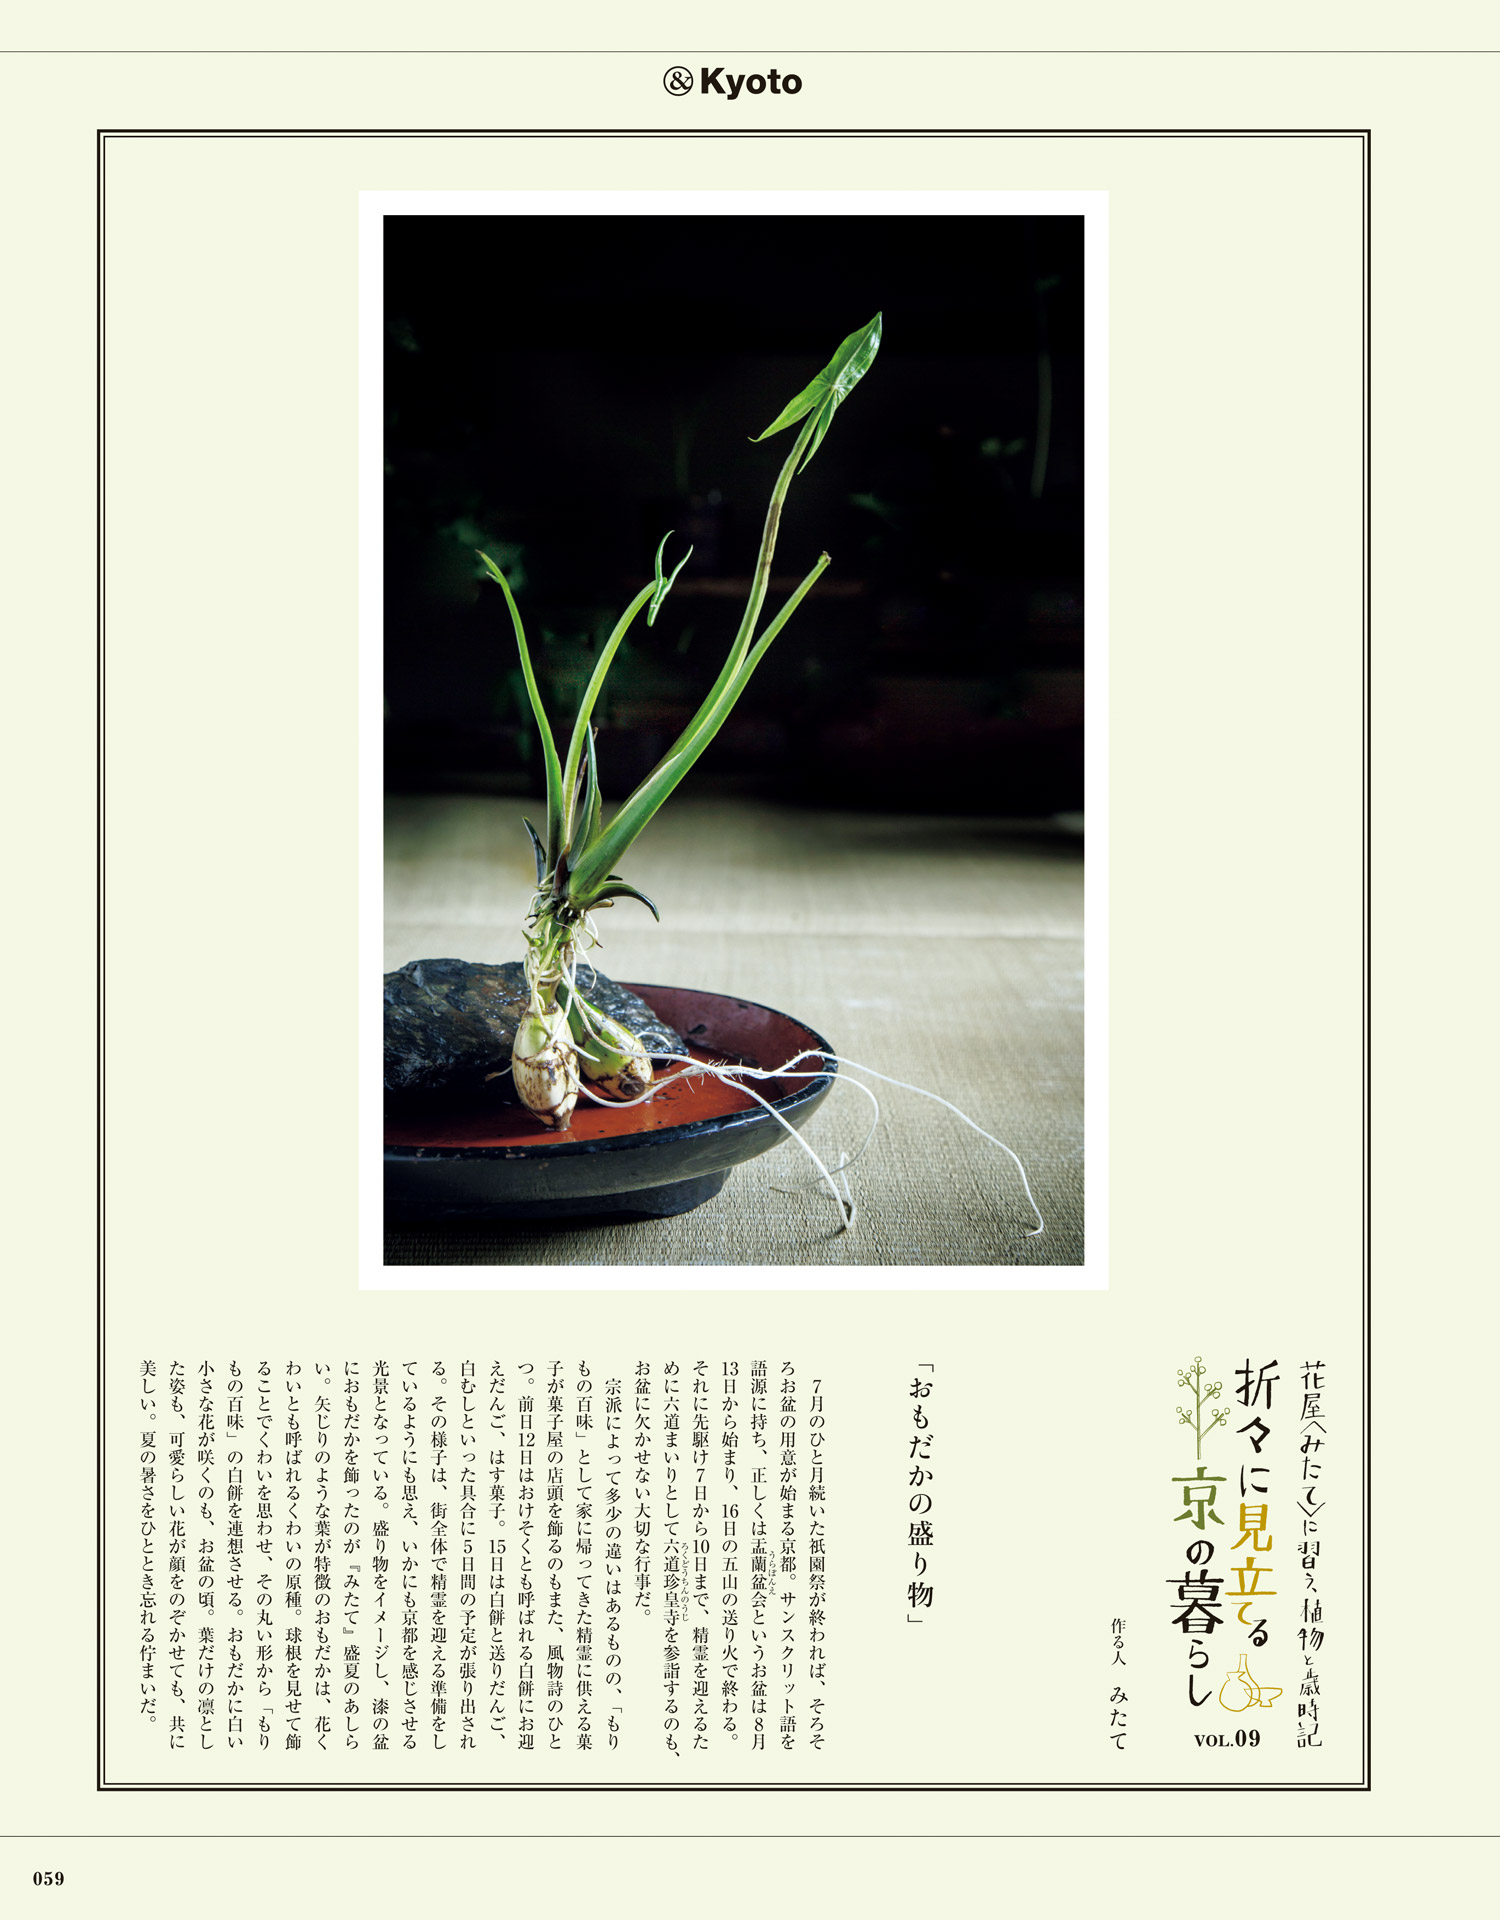 &Kyoto
花屋〈みたて〉に習う、植物と歳時記
折々に見立てる
京の暮らし
VOL.09
作る人　みたて
「おもだかの盛り物」
　7月のひと月続いた祇園祭が終われば、そろそ
ろお盆の用意が始まる京都。サンスクリット語を
語源に持ち、正しくは盂蘭盆会というお盆は8月
うらぼんえ
13日から始まり、16日の五山の送り火で終わる。
それに先駆け7日から10日まで、精霊を迎えるた
めに六道まいりとして六道珍皇寺を参詣するのも、
ろくどうちんのうじ
お盆に欠かせない大切な行事だ。
　宗派によって多少の違いはあるものの、「もり
もの百味」として家に帰ってきた精霊に供える菓
子が菓子屋の店頭を飾るのもまた、風物詩のひと
つ。前日12日はおけそくとも呼ばれる白餅にお迎
えだんご、はす菓子。15日は白餅と送りだんご、
白むしといった具合に5日間の予定が張り出され
る。その様子は、街全体で精霊を迎える準備をし
ているようにも思え、いかにも京都を感じさせる
光景となっている。盛り物をイメージし、漆の盆
におもだかを飾ったのが『みたて』盛夏のあしら
い。矢じりのような葉が特徴のおもだかは、花く
わいとも呼ばれるくわいの原種。球根を見せて飾
ることでくわいを思わせ、その丸い形から「もり
もの百味」の白餅を連想させる。おもだかに白い
小さな花が咲くのも、お盆の頃。葉だけの凛とし
た姿も、可愛らしい花が顔をのぞかせても、共に
美しい。夏の暑さをひととき忘れる佇まいだ。
059